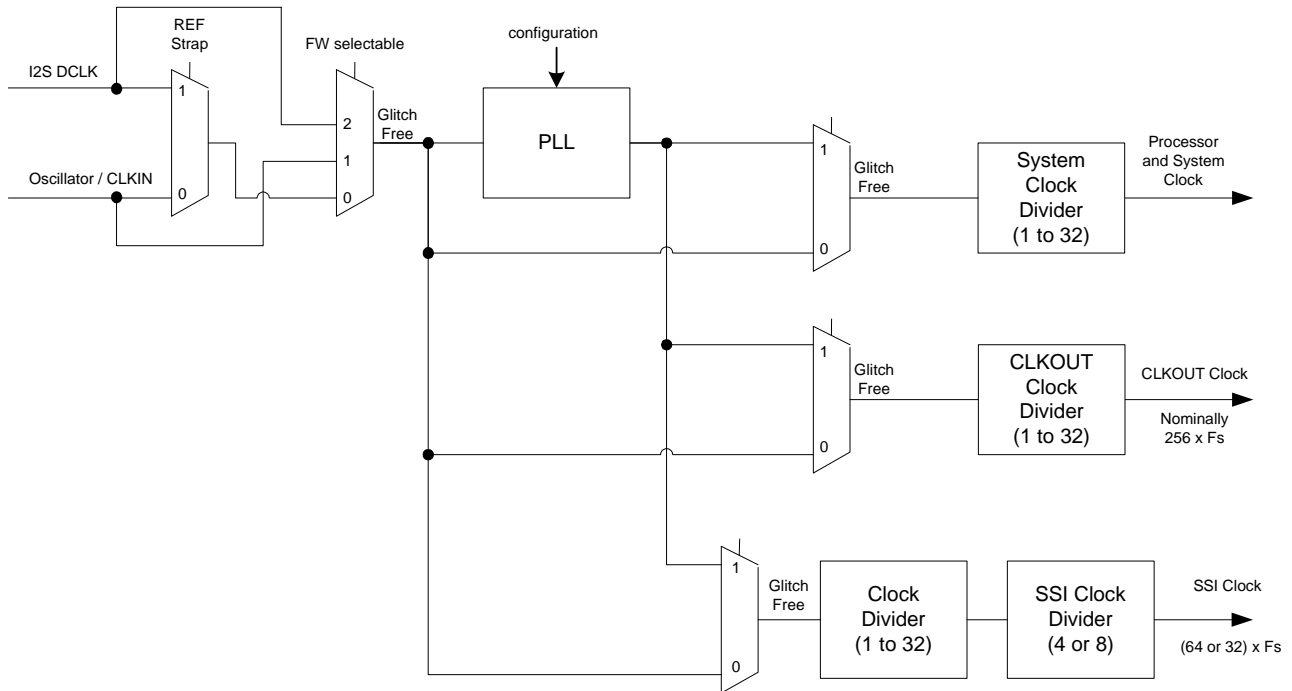 REF
Strap
FW selectable
configuration
I2S DCLK
1
2
1
0
Glitch
Free
PLL
Oscillator / CLKIN
0
1
0
Glitch
Free
System
Clock
Divider
(1 to 32)
Processor
and System
Clock
1
0
Glitch
Free
CLKOUT
Clock
Divider
(1 to 32)
CLKOUT Clock
Nominally
256 x Fs
1
0
Glitch
Free
Clock
Divider
(1 to 32)
SSI Clock
Divider
(4 or 8)
SSI Clock
(64 or 32) x Fs